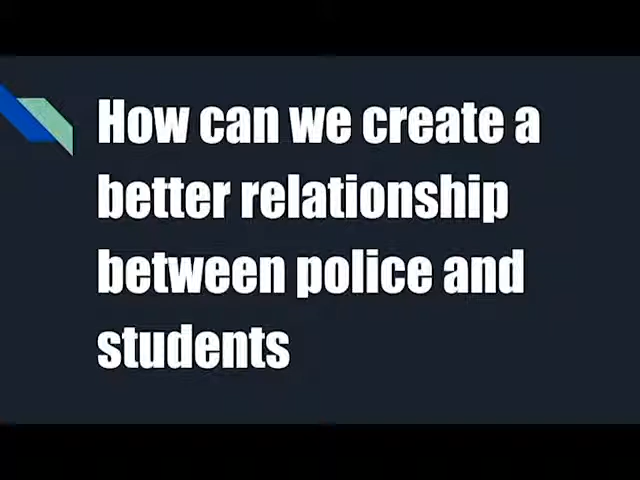 How can we create a
better relationship
between police and
students